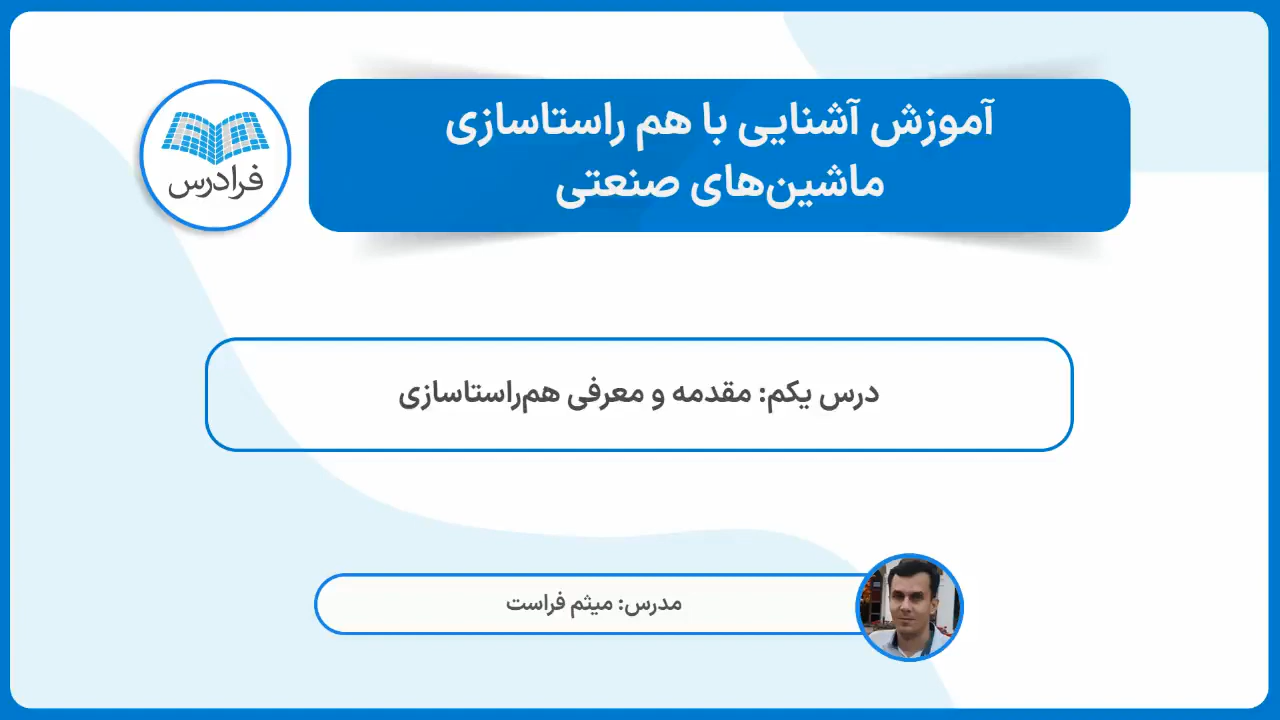 آموزش آشنایی با هم راستاسازی
ماشین‌های صنعتی
فرادرس
درس یکم: مقدمه و معرفی هم‌راستاسازی
مدرس: میثم فراست